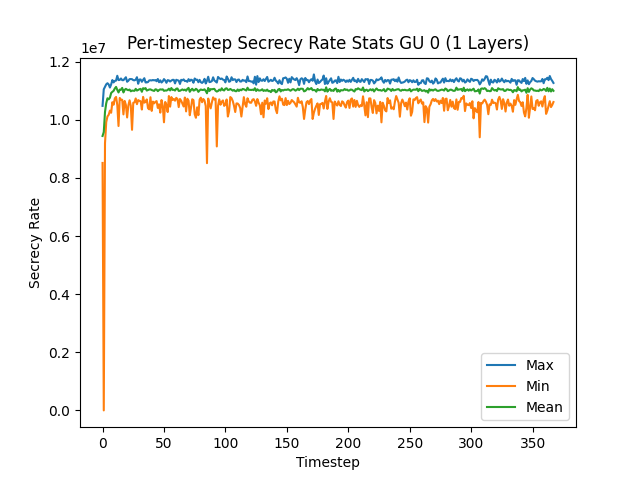 Per-timestep Secrecy Rate Stats GU 0 (1 Layers)
1e7
1.2
1.0
0.8
0.6
0.4
0.2
0.0
Secrecy Rate
0 50 100 150 200 250 300 350
Timestep
Max
Min
Mean